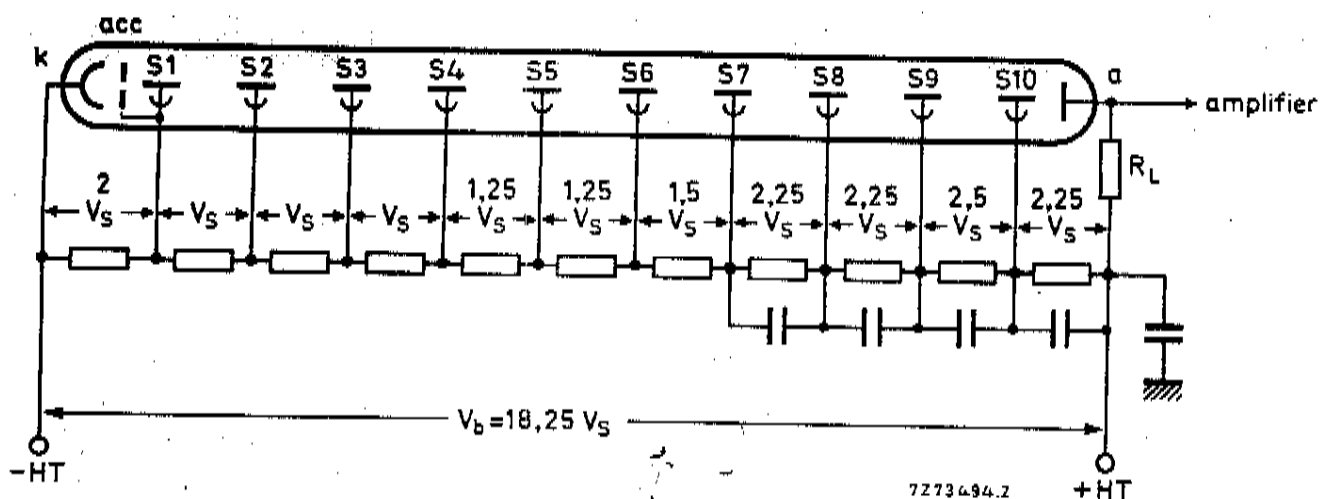 acc
k
S1 S2 S3 S4 S5 S6 S7 S8 S9 S10
a
amplifier
R_L
2 V_S
V_S
V_S
V_S
1,25 V_S
1,25 V_S
1,5 V_S
2,25 V_S
2,25 V_S
2,5 V_S
2,25 V_S
V_b = 18,25 V_S
-HT
+HT
7Z73494.2